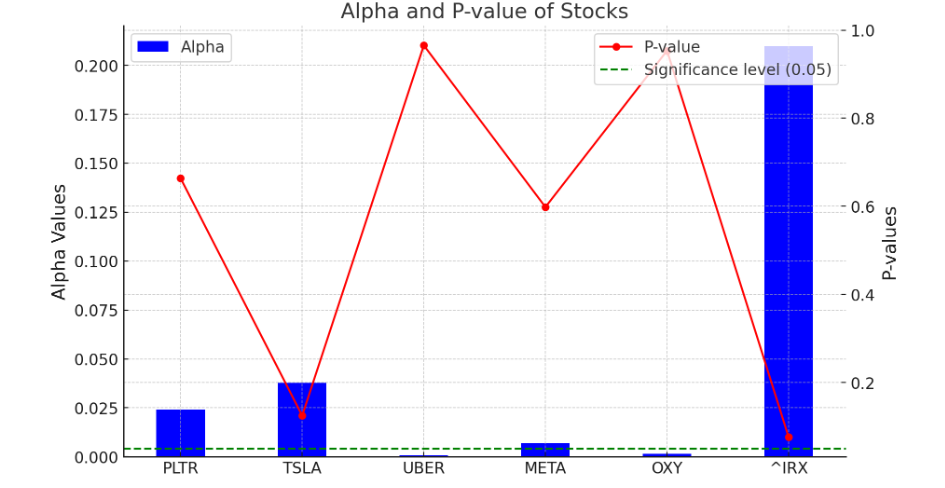 Alpha and P-value of Stocks
Alpha
P-value
Significance level (0.05)
Alpha Values
0.200
0.175
0.150
0.125
0.100
0.075
0.050
0.025
0.000
P-values
1.0
0.8
0.6
0.4
0.2
PLTR TSLA UBER META OXY ^IRX